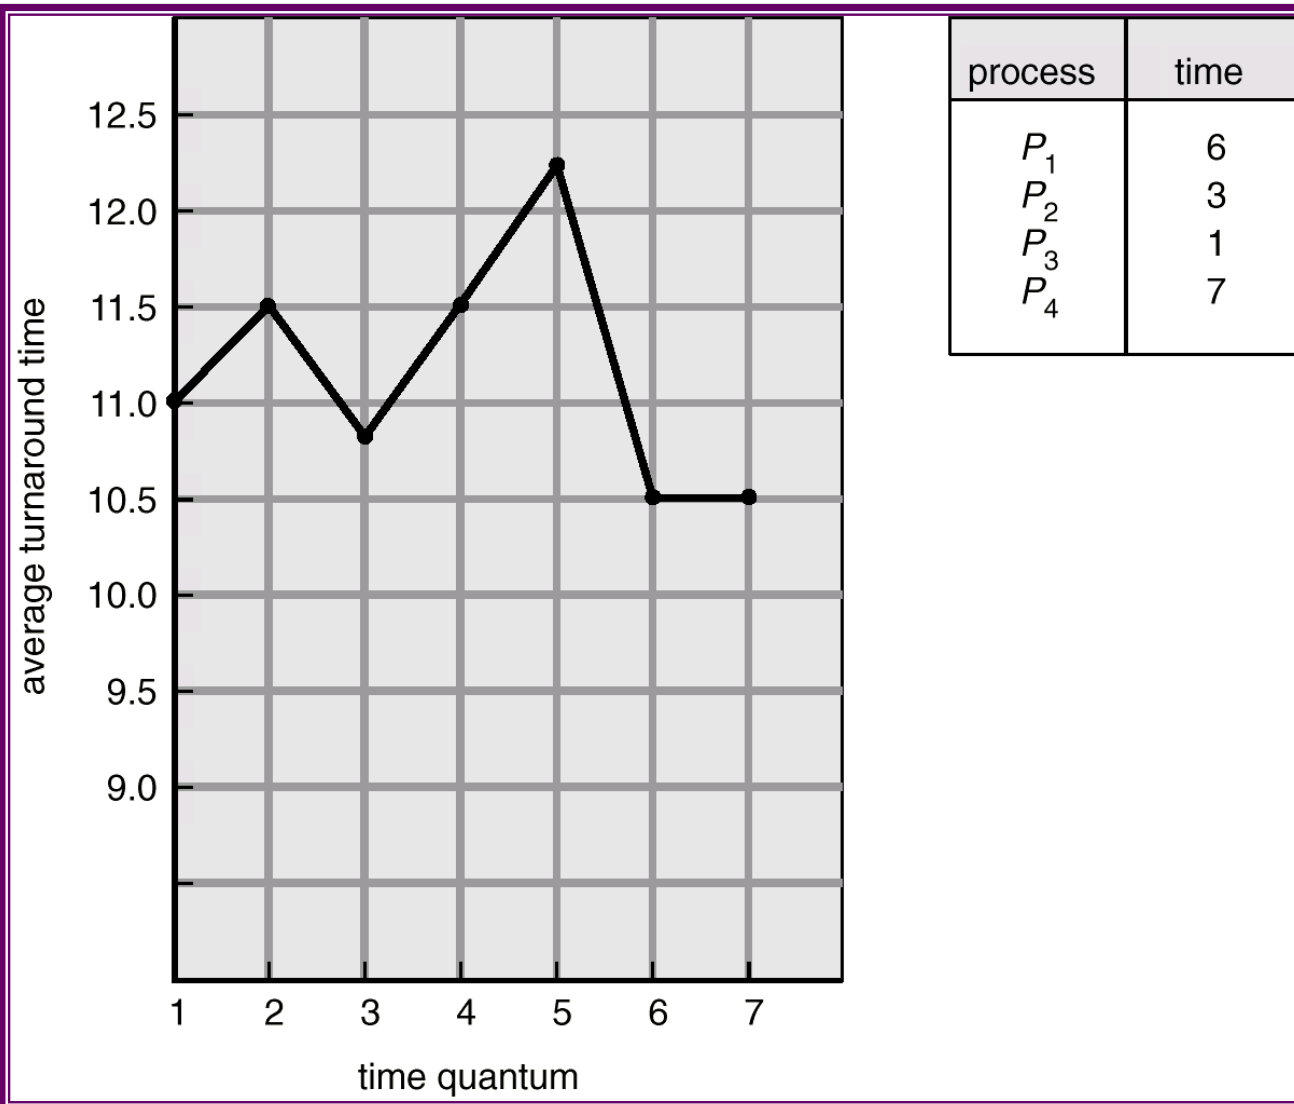 12.5
12.0
11.5
11.0
10.5
10.0
9.5
9.0
average turnaround time
1 2 3 4 5 6 7
time quantum
process time
P1 6
P2 3
P3 1
P4 7